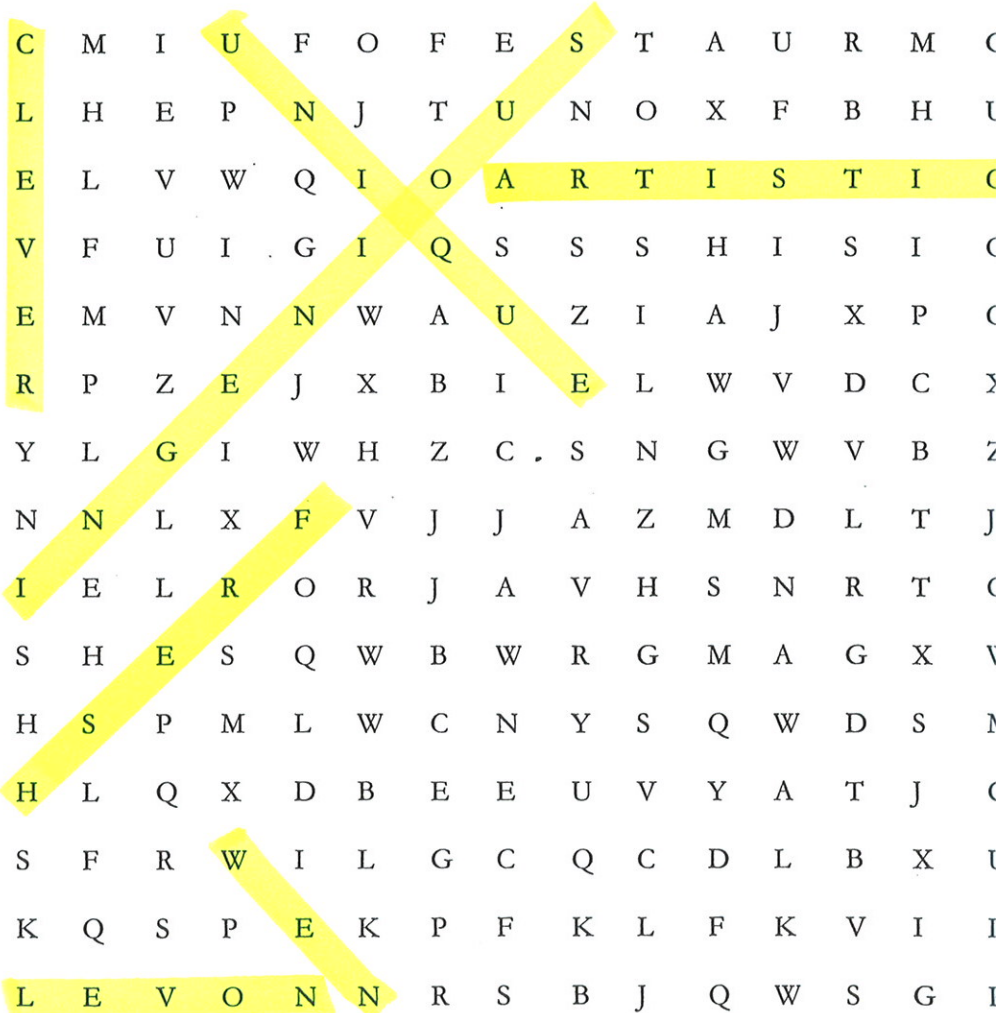 C M I U F O F E S T A U R M
L H E P N J T U N O X F B H
E L V W Q I O A R T I S T I
V F U I G I Q S S S H I S I
E M V N N W A U Z I A J X P
R P Z E J X B I E L W V D C
Y L G I W H Z C S N G W V B
N N L X F V J J A Z M D L T
I E L R O R J A V H S N R T
S H E S Q W B W R G M A G X
H S P M L W C N Y S Q W D S
H L Q X D B E E U V Y A T J
S F R W I L G C Q C D L B X
K Q S P E K P F K L F K V I
L E V O N N R S B J Q W S G